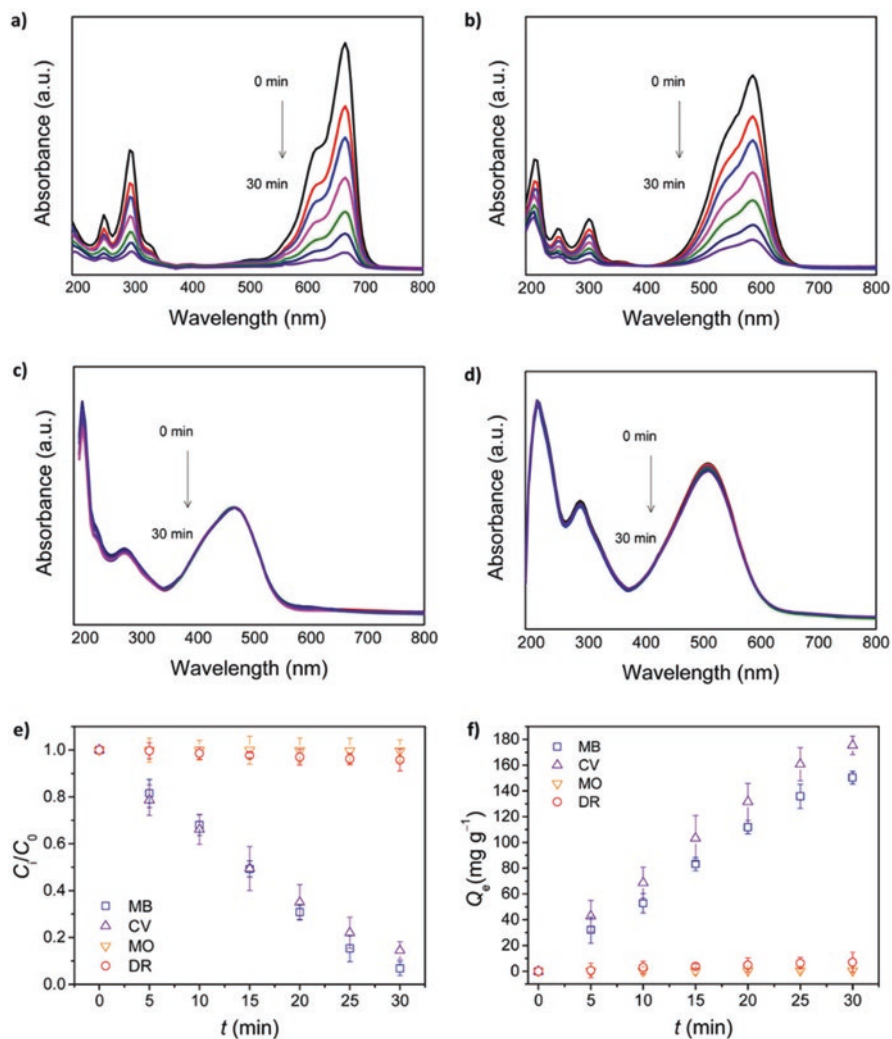 a)
Absorbance (a.u.)
0 min
30 min
200 300 400 500 600 700 800
Wavelength (nm)
b)
Absorbance (a.u.)
0 min
30 min
200 300 400 500 600 700 800
Wavelength (nm)
c)
Absorbance (a.u.)
0 min
30 min
200 300 400 500 600 700 800
Wavelength (nm)
d)
Absorbance (a.u.)
0 min
30 min
200 300 400 500 600 700 800
Wavelength (nm)
e)
C_i/C_0
1.0
0.8
0.6
0.4
0.2
0.0
MB
CV
MO
DR
0 5 10 15 20 25 30
t (min)
f)
Q_e (mg g⁻¹)
180
160
140
120
100
80
60
40
20
0
MB
CV
MO
DR
0 5 10 15 20 25 30
t (min)